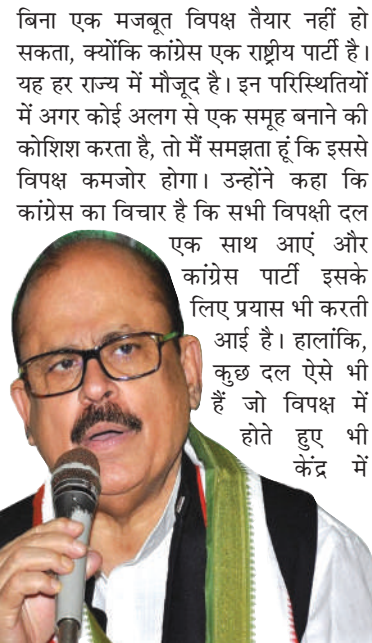 बिना एक मजबूत विपक्ष तैयार नहीं हो
सकता, क्योंकि कांग्रेस एक राष्ट्रीय पार्टी है।
यह हर राज्य में मौजूद है। इन परिस्थितियों
में अगर कोई अलग से एक समूह बनाने की
कोशिश करता है, तो मैं समझता हूं कि इससे
विपक्ष कमजोर होगा। उन्होंने कहा कि
कांग्रेस का विचार है कि सभी विपक्षी दल
एक साथ आएं और
कांग्रेस पार्टी इसके
लिए प्रयास भी करती
आई है। हालांकि,
कुछ दल ऐसे भी
हैं जो विपक्ष में
होते हुए भी
केंद्र में